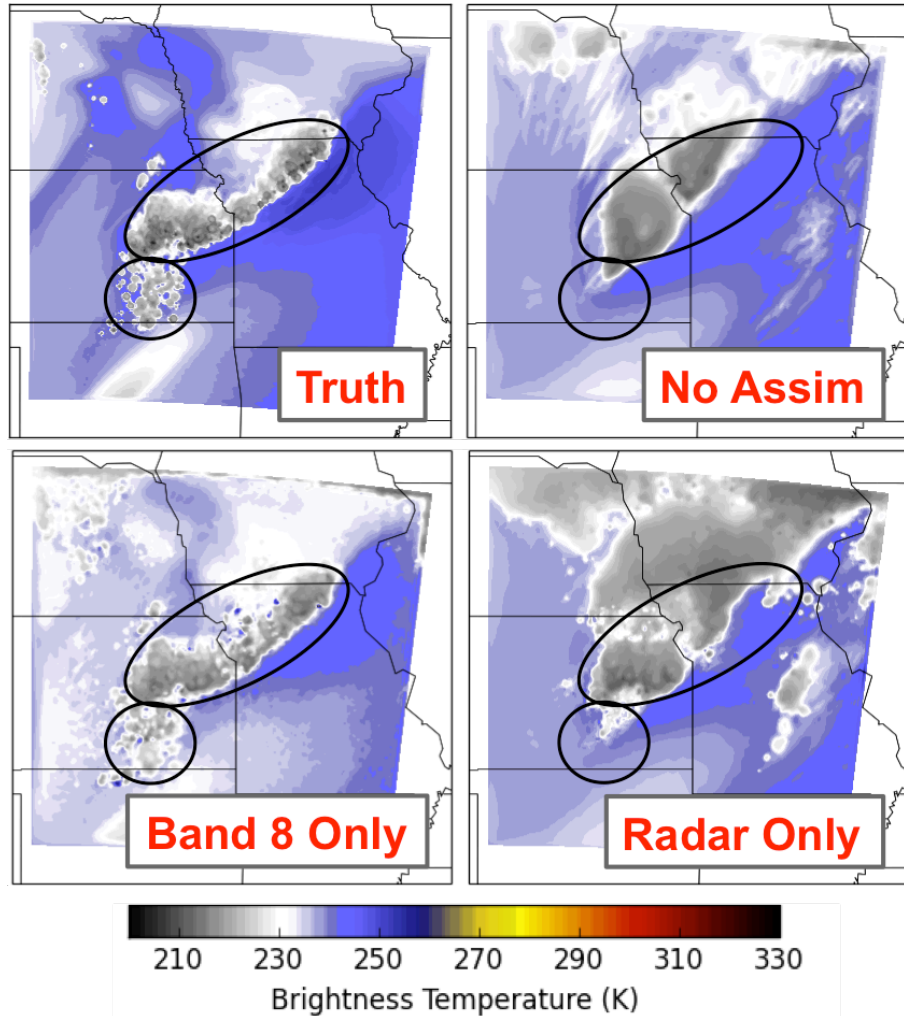 Truth
No Assim
Band 8 Only
Radar Only
210 230 250 270 290 310 330
Brightness Temperature (K)